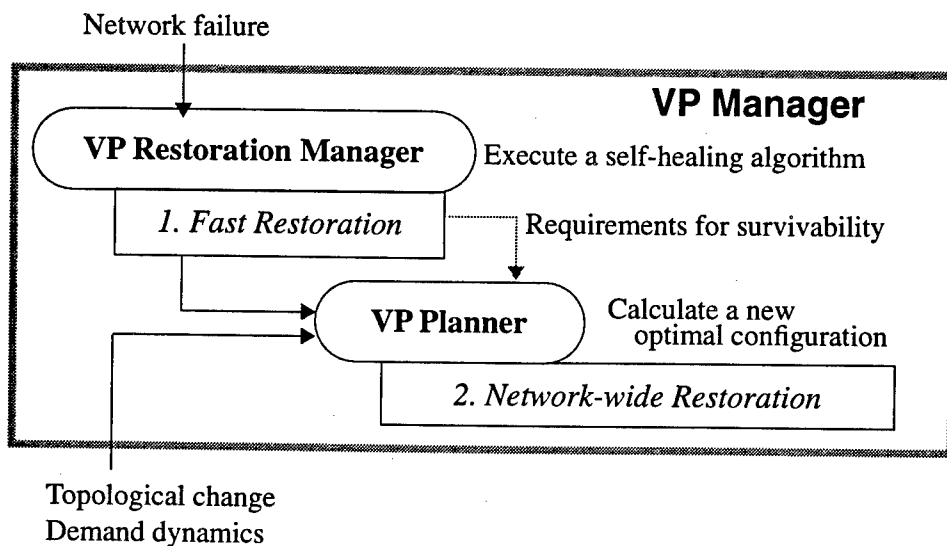 Network failure
VP Manager
VP Restoration Manager
Execute a self-healing algorithm
1. Fast Restoration
Requirements for survivability
VP Planner
Calculate a new
optimal configuration
2. Network-wide Restoration
Topological change
Demand dynamics